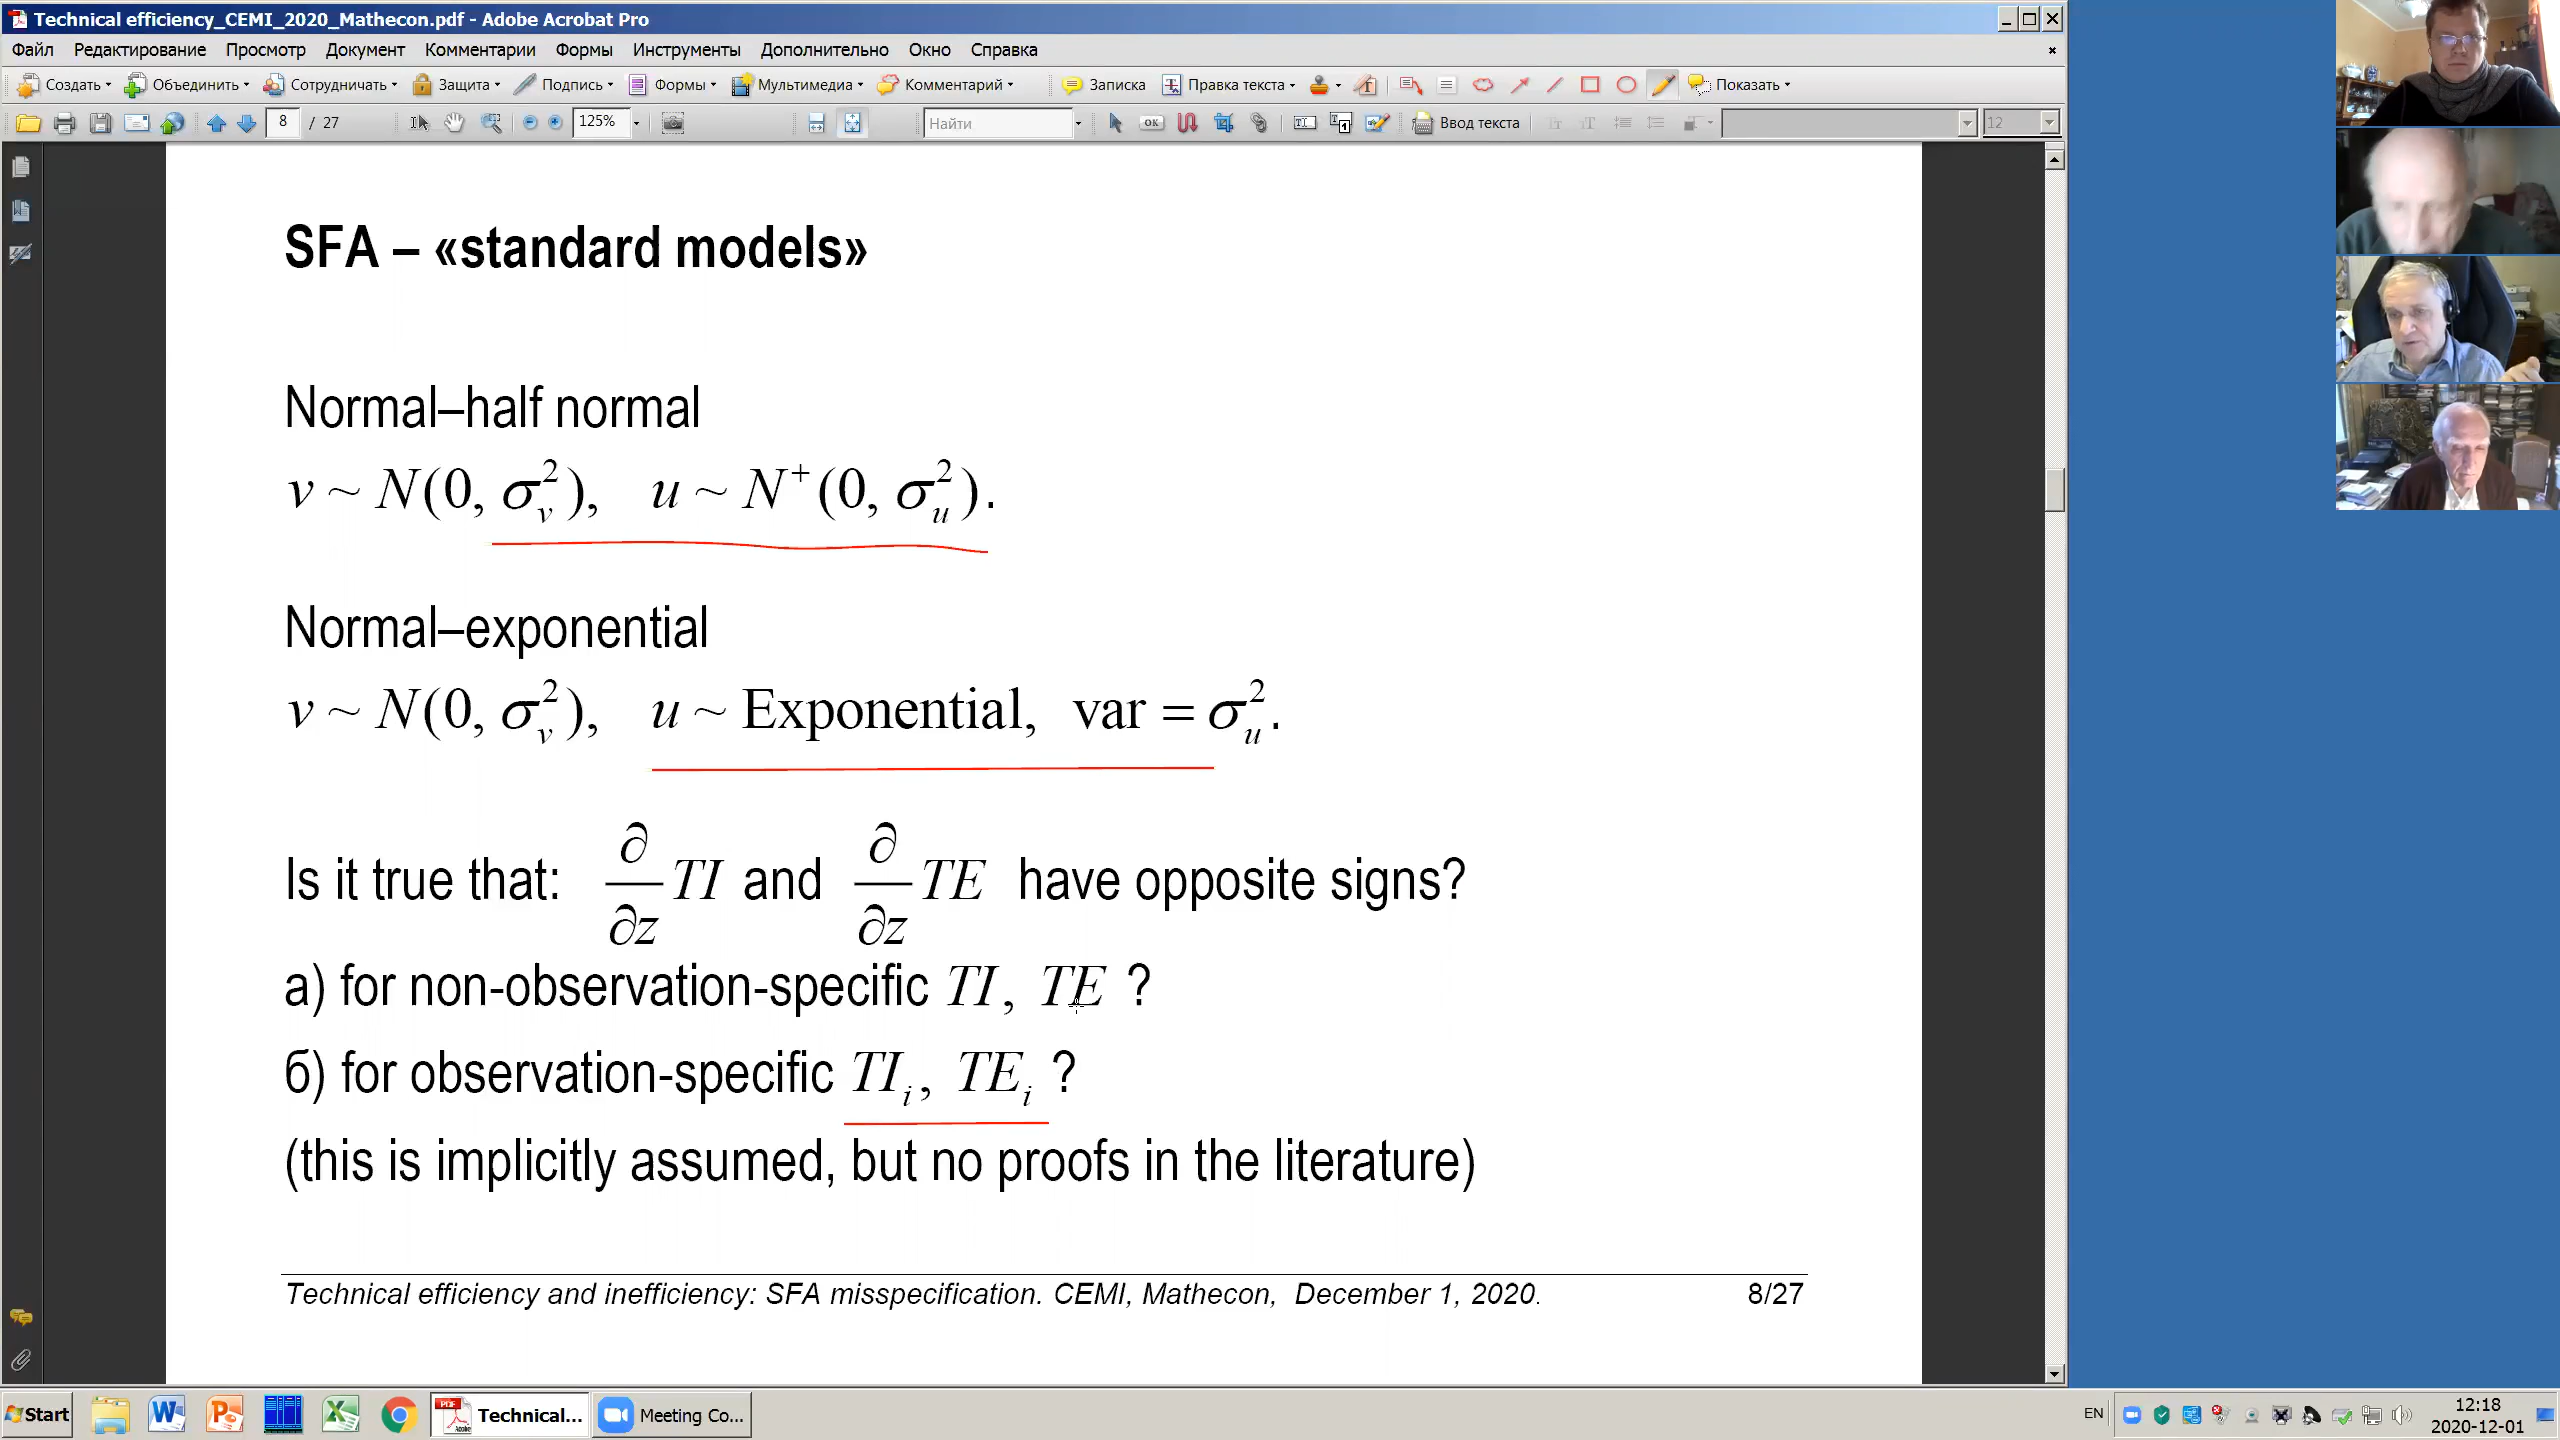 Technical efficiency_CEMI_2020_Mathecon.pdf - Adobe Acrobat Pro
Файл Редактирование Просмотр Документ Комментарии Формы Инструменты Дополнительно Окно Справка
Создать Объединить Сотрудничать Защита Подпись Формы Мультимедиа Комментарий Записка Правка текста Показать
8 / 27 125% Найти OK Ввод текста 12
SFA – «standard models»
Normal–half normal
v ~ N(0, σ_v^2), u ~ N^+(0, σ_u^2).
Normal–exponential
v ~ N(0, σ_v^2), u ~ Exponential, var = σ_u^2.
Is it true that: ∂/∂z TI and ∂/∂z TE have opposite signs?
а) for non-observation-specific TI, TE ?
б) for observation-specific TI_i, TE_i ?
(this is implicitly assumed, but no proofs in the literature)
Technical efficiency and inefficiency: SFA misspecification. CEMI, Mathecon, December 1, 2020. 8/27
Start Technical... Meeting Co... EN 12:18
2020-12-01